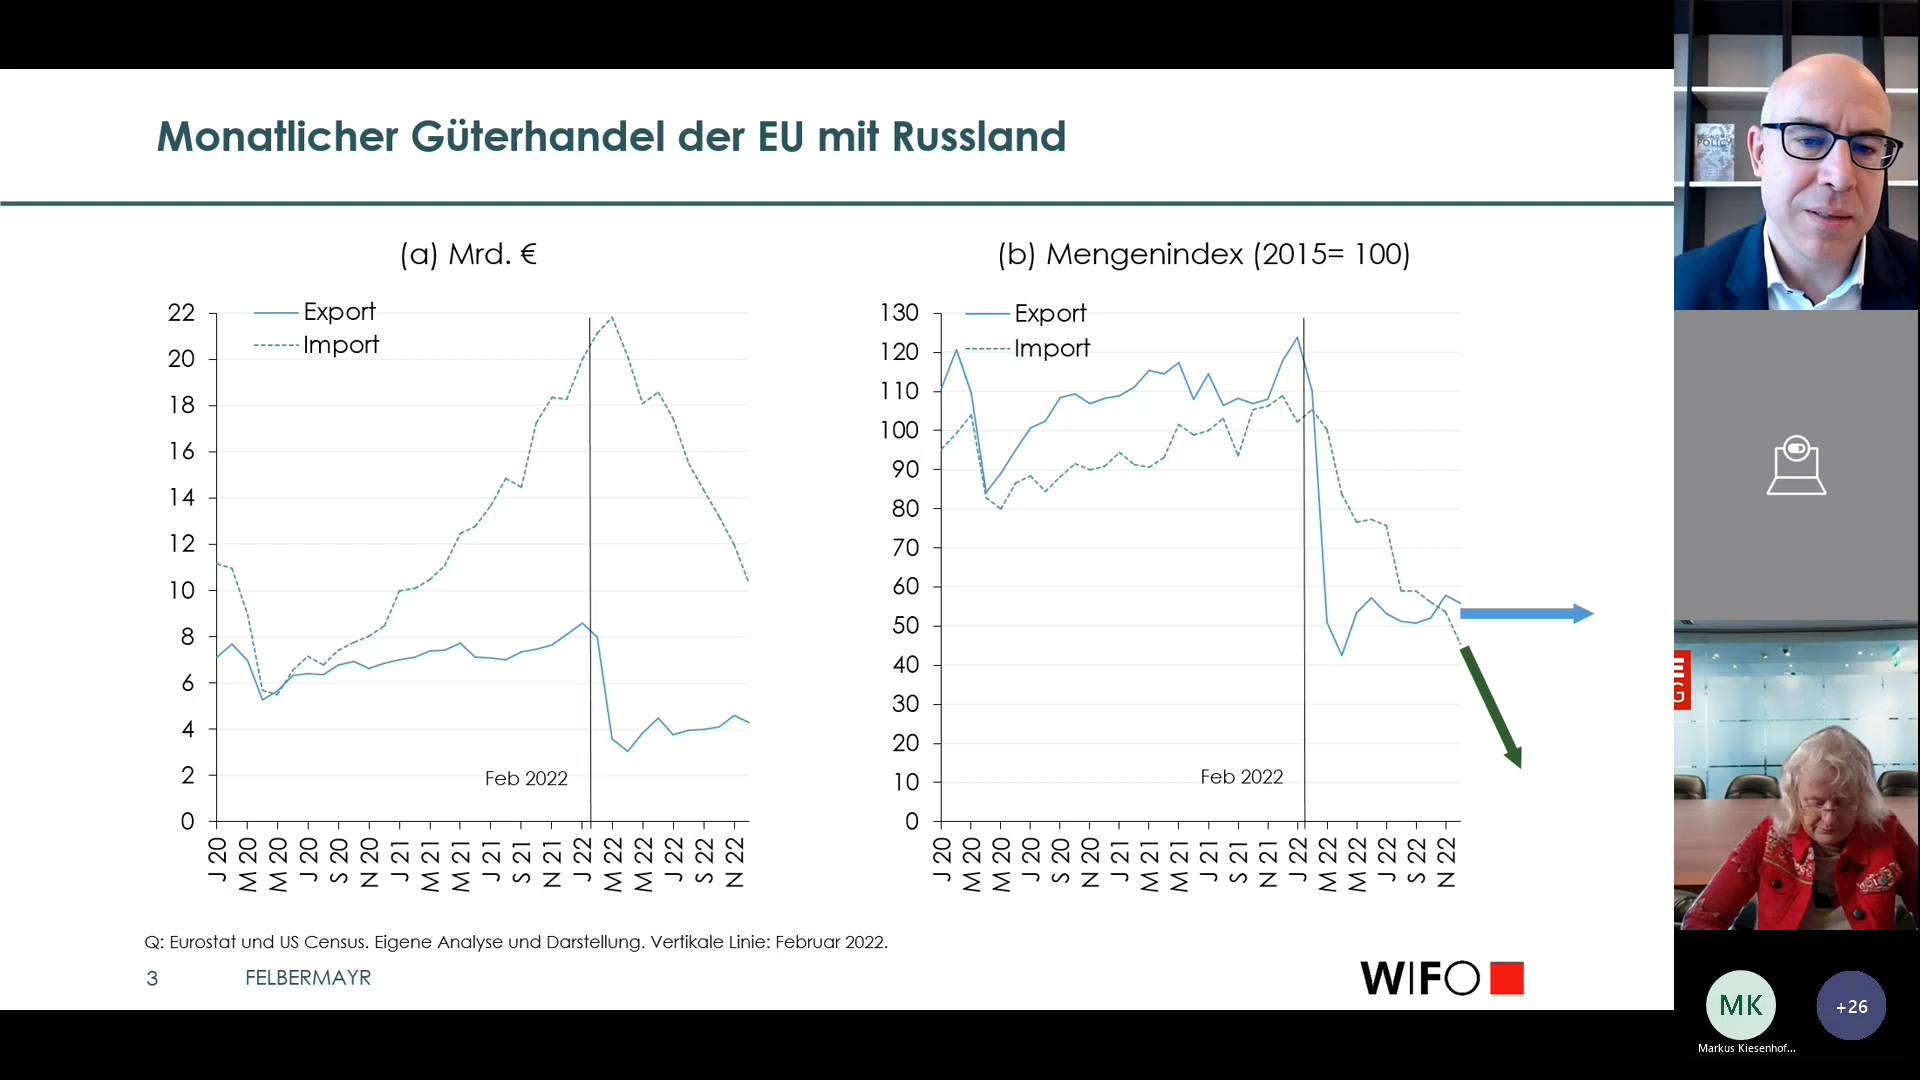 Monatlicher Güterhandel der EU mit Russland
(a) Mrd. €
Export
Import
22
20
18
16
14
12
10
8
6
4
2
0
Feb 2022
J 20
M 20
M 20
J 20
S 20
N 20
J 21
M 21
M 21
J 21
S 21
N 21
J 22
M 22
M 22
J 22
S 22
N 22
(b) Mengenindex (2015= 100)
Export
Import
130
120
110
100
90
80
70
60
50
40
30
20
10
0
Feb 2022
J 20
M 20
M 20
J 20
S 20
N 20
J 21
M 21
M 21
J 21
S 21
N 21
J 22
M 22
M 22
J 22
S 22
N 22
Q: Eurostat und US Census. Eigene Analyse und Darstellung. Vertikale Linie: Februar 2022.
3
FELBERMAYR
WIFO
ECONOMIC
POLICY
E
G
MK
Markus Kiesenhof...
+26